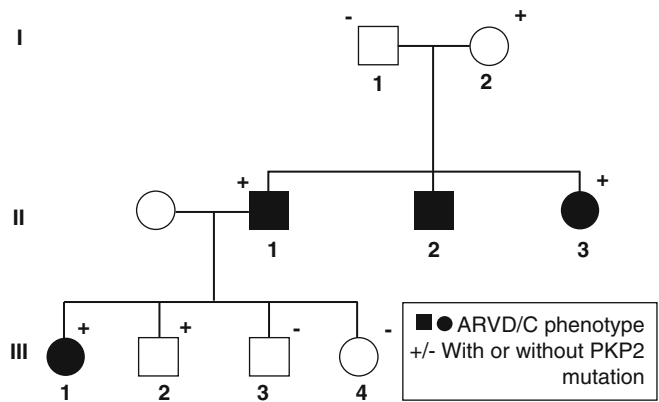 I
-
+
1
2
II
+
+
1
2
3
III
+
+
-
-
1
2
3
4
ARVD/C phenotype
+/- With or without PKP2
mutation